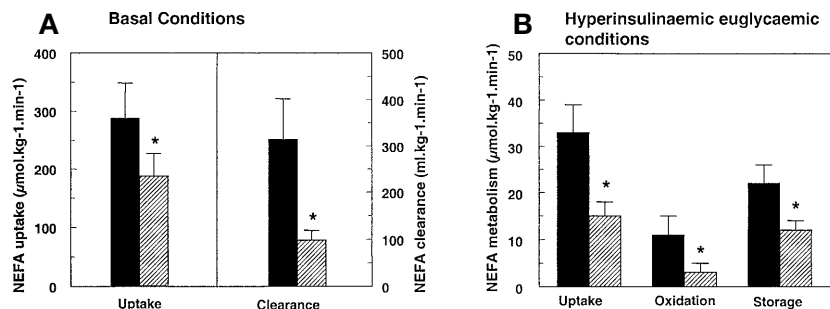 A Basal Conditions
400
300
200
100
0
NEFA uptake (µmol.kg-1.min-1)
*
*
Uptake
Clearance
500
400
300
200
100
0
NEFA clearance (ml.kg-1.min-1)
B Hyperinsulinaemic euglycaemic
conditions
50
40
30
20
10
0
NEFA metabolism (µmol.kg-1.min-1)
*
*
*
Uptake
Oxidation
Storage